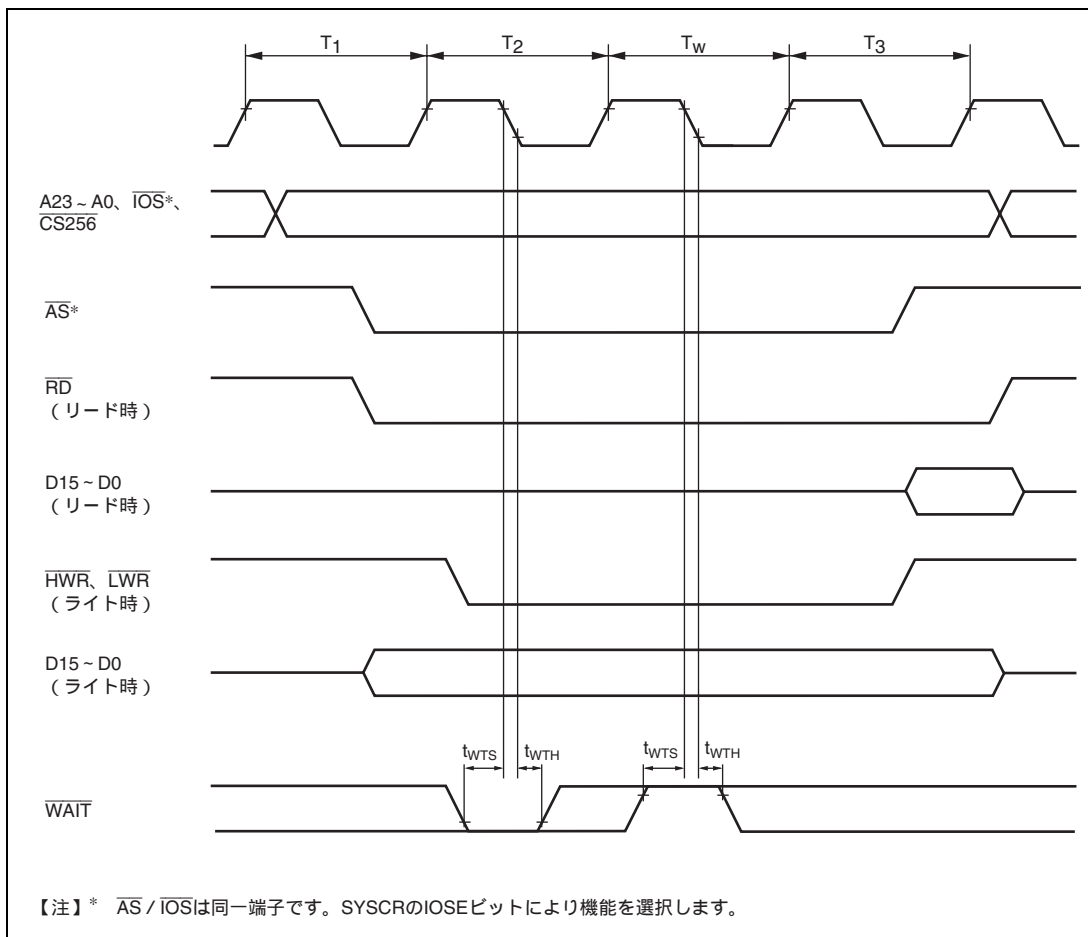 T1 T2 Tw T3
A23～A0、IOS*、
CS256
AS*
RD
（リード時）
D15～D0
（リード時）
HWR、LWR
（ライト時）
D15～D0
（ライト時）
tWTS tWTH tWTS tWTH
WAIT
【注】* AS / IOSは同一端子です。SYSCRのIOSEビットにより機能を選択します。